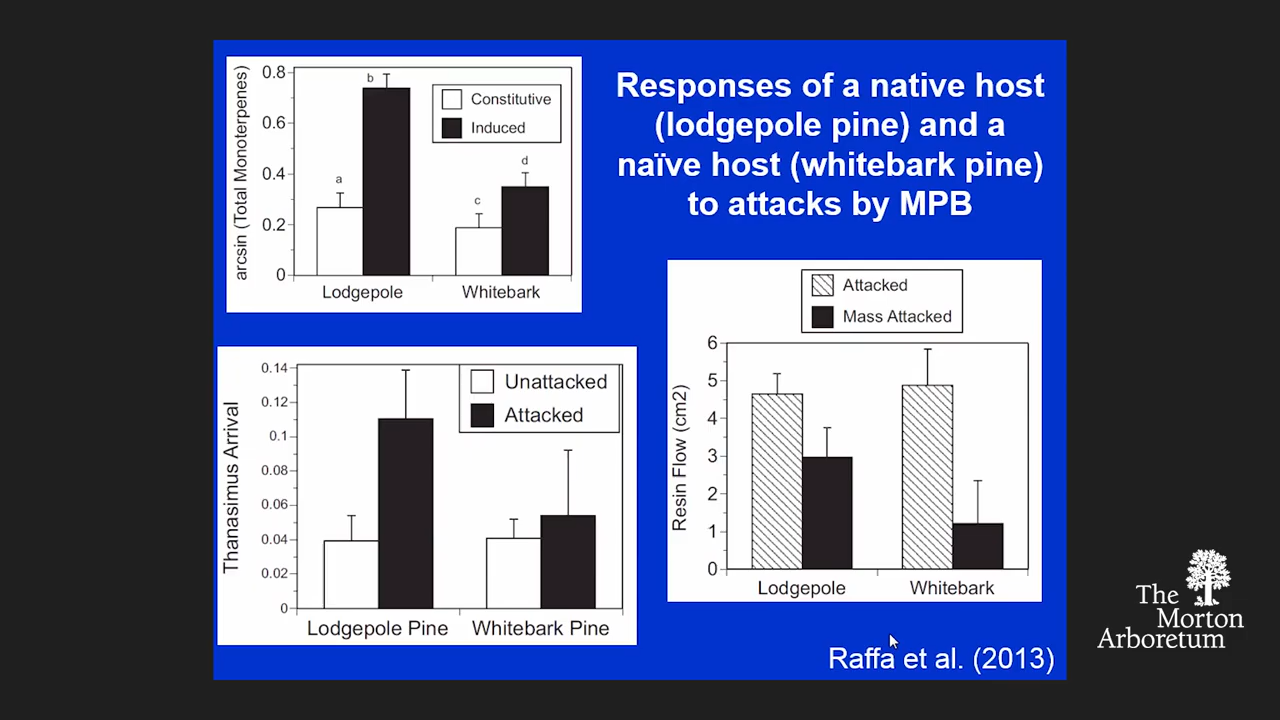 Responses of a native host
(lodgepole pine) and a
naïve host (whitebark pine)
to attacks by MPB
arcsin (Total Monoterpenes)
0.8
0.6
0.4
0.2
0
a
b
c
d
Constitutive
Induced
Lodgepole
Whitebark
Thanasimus Arrival
0.14
0.12
0.1
0.08
0.06
0.04
0.02
0
Unattacked
Attacked
Lodgepole Pine
Whitebark Pine
Attacked
Mass Attacked
Resin Flow (cm2)
6
5
4
3
2
1
0
Lodgepole
Whitebark
Raffa et al. (2013)
The
Morton
Arboretum